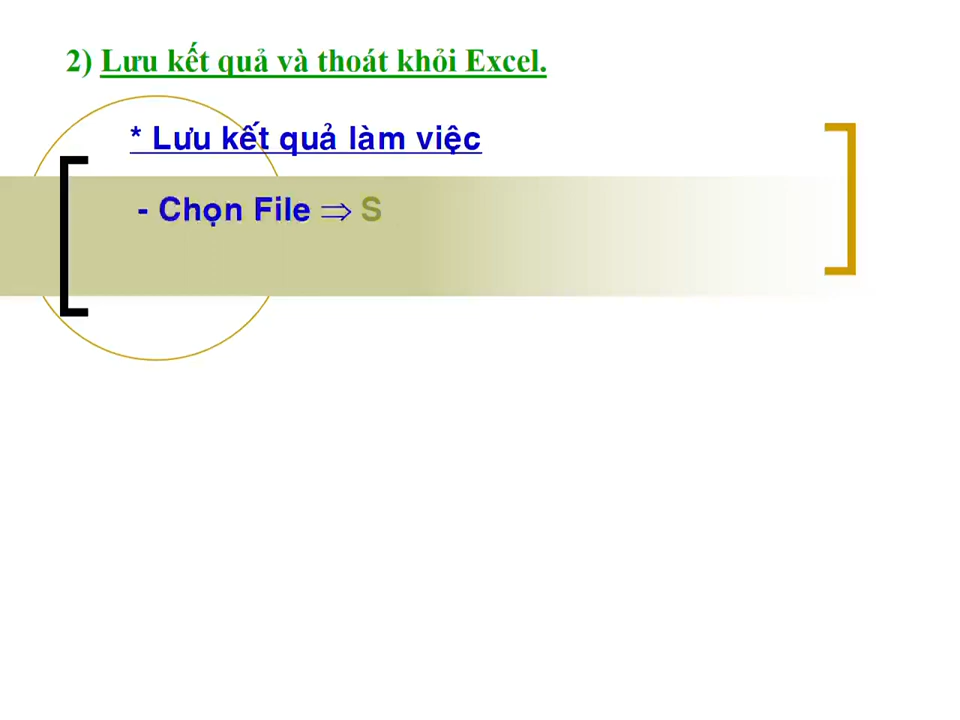 2) Lưu kết quả và thoát khỏi Excel.
* Lưu kết quả làm việc
- Chọn File ⇒ S